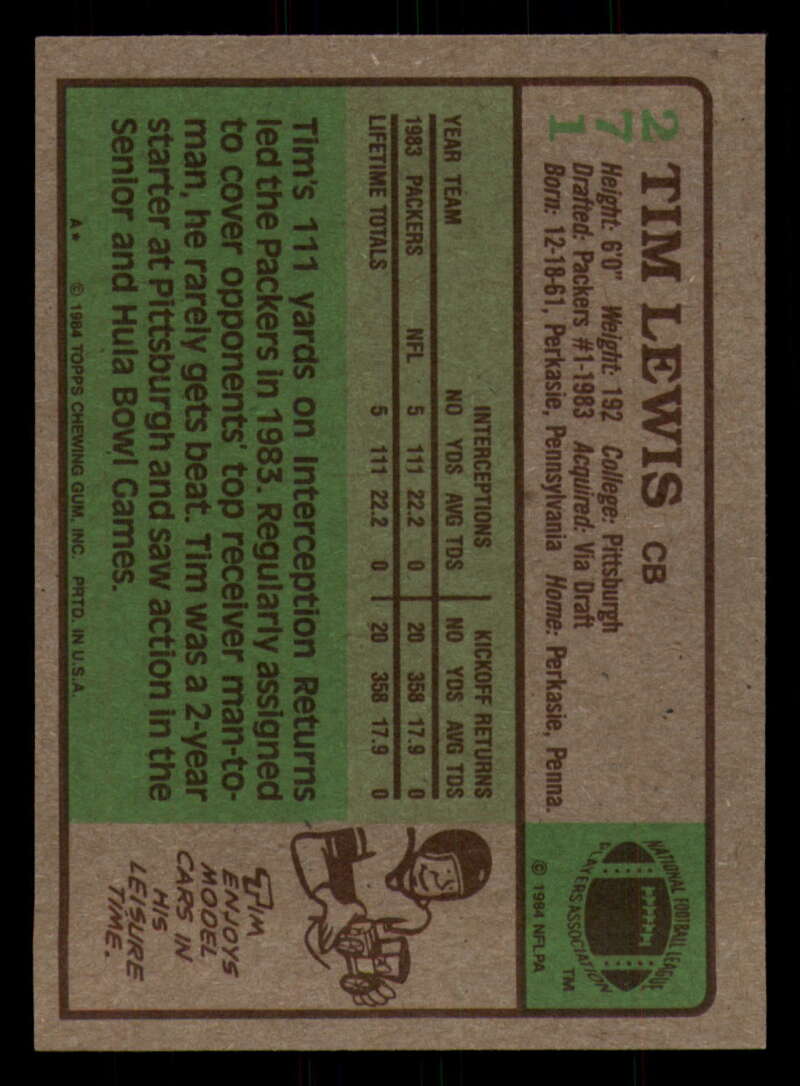 271
TIM LEWIS CB
Height: 6'0" Weight: 192 College: Pittsburgh
Drafted: Packers #1-1983 Acquired: Via Draft
Born: 12-18-61, Perkasie, Pennsylvania Home: Perkasie, Penna.
NATIONAL FOOTBALL LEAGUE
PLAYERS ASSOCIATION
TM
© 1984 NFLPA
INTERCEPTIONS KICKOFF RETURNS
YEAR TEAM NO YDS AVG TDS NO YDS AVG TDS
1983 PACKERS NFL 5 111 22.2 0 20 358 17.9 0
LIFETIME TOTALS 5 111 22.2 0 20 358 17.9 0
Tim's 111 yards on Interception Returns
led the Packers in 1983. Regularly assigned
to cover opponents' top receiver man-to-
man, he rarely gets beat. Tim was a 2-year
starter at Pittsburgh and saw action in the
Senior and Hula Bowl Games.
TIM
ENJOYS
MODEL
CARS IN
HIS
LEISURE
TIME.
A* © 1984 TOPPS CHEWING GUM, INC. PRTD. IN U.S.A.